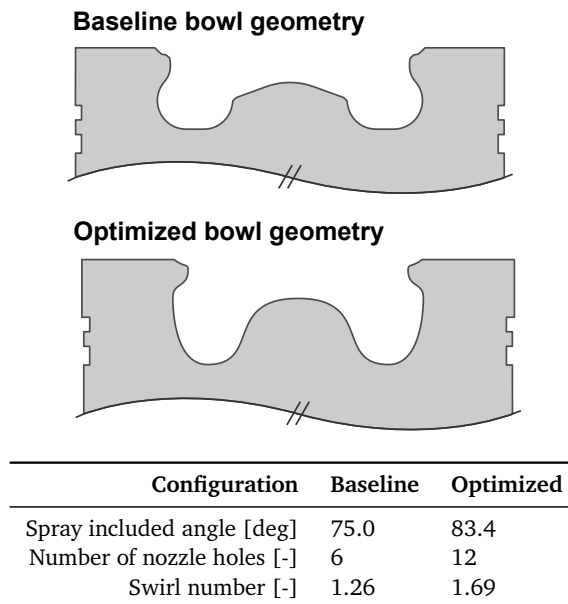 Baseline bowl geometry
Optimized bowl geometry
Configuration Baseline Optimized
Spray included angle [deg] 75.0 83.4
Number of nozzle holes [-] 6 12
Swirl number [-] 1.26 1.69